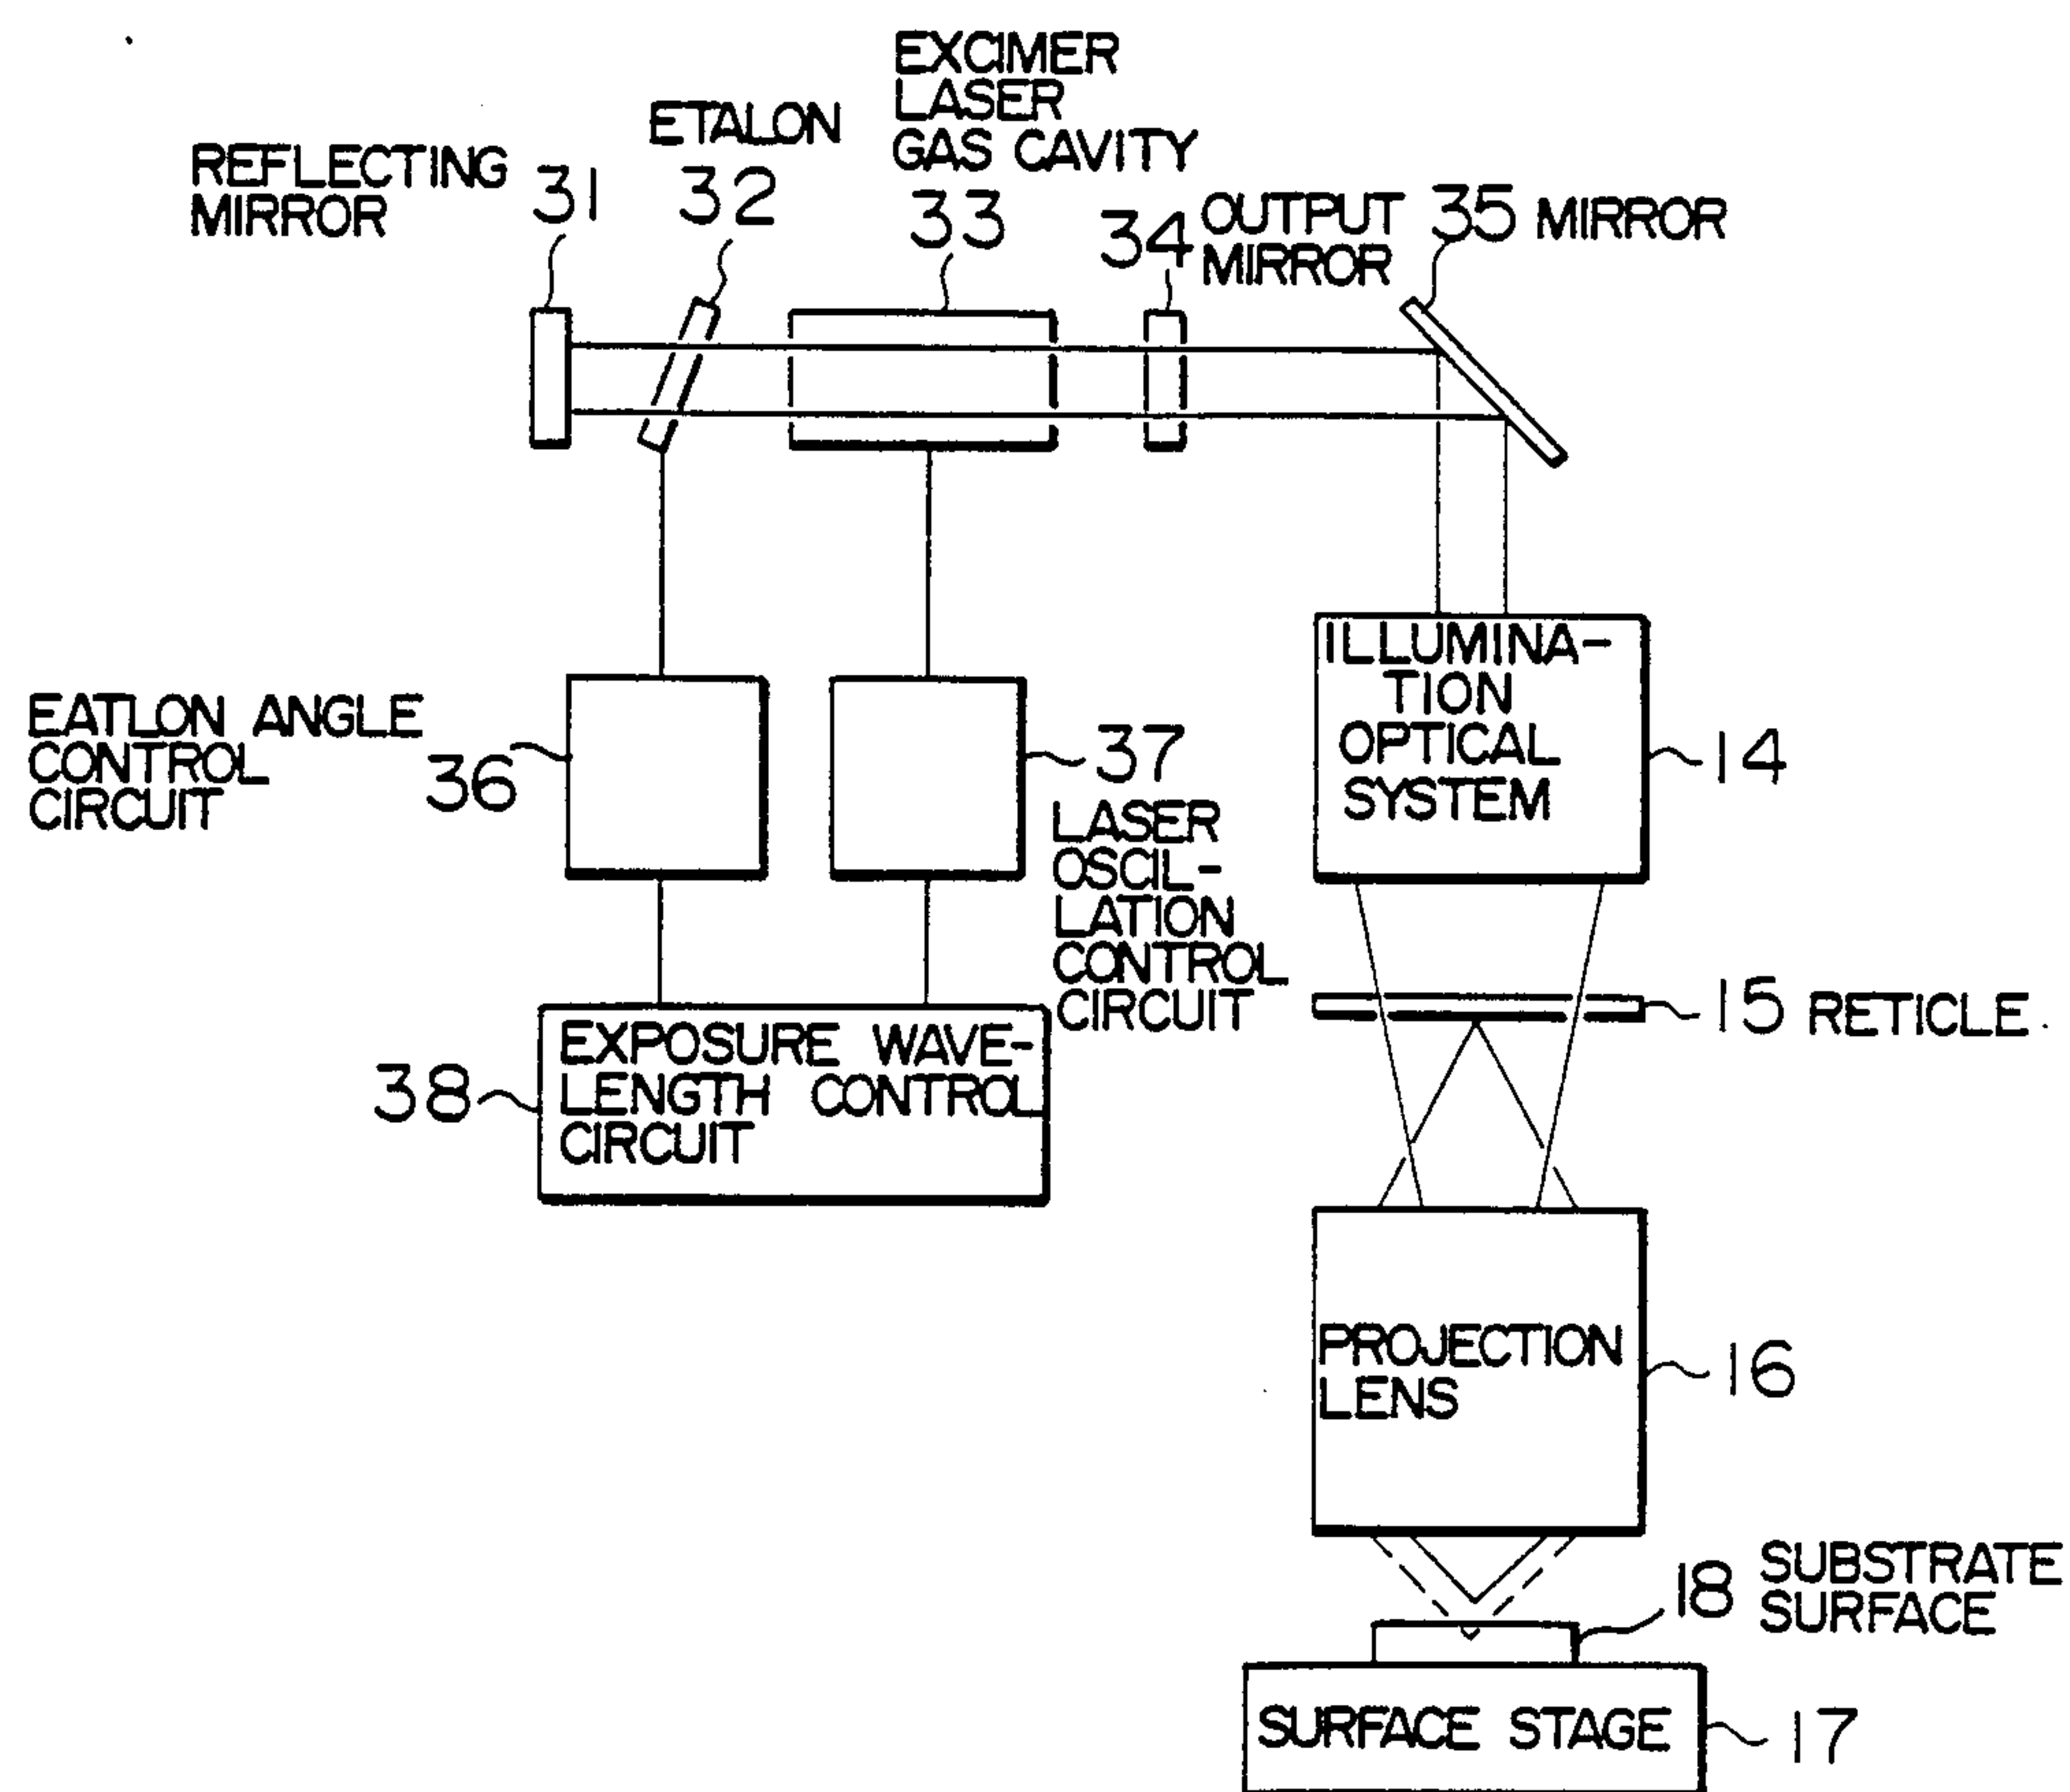 EXCIMER
LASER
GAS CAVITY
33
ETALON
32
REFLECTING
MIRROR
31
34
OUTPUT
MIRROR
35 MIRROR
EATLON ANGLE
CONTROL
CIRCUIT
36
37
LASER
OSCIL-
LATION
CONTROL
CIRCUIT
ILLUMINA-
TION
OPTICAL
SYSTEM
14
38
EXPOSURE WAVE-
LENGTH CONTROL
CIRCUIT
15 RETICLE
PROJECTION
LENS
16
18
SUBSTRATE
SURFACE
SURFACE STAGE
17